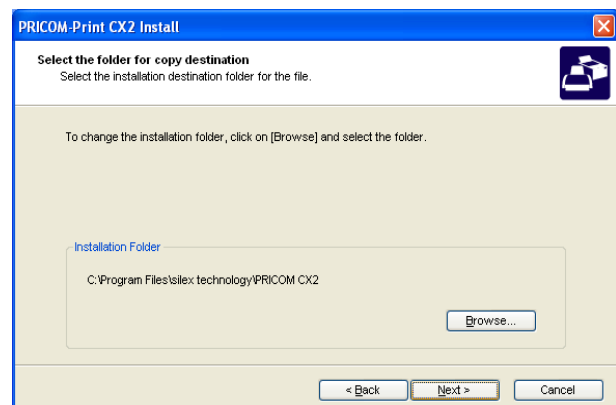 PRICOM-Print CX2 Install
Select the folder for copy destination
Select the installation destination folder for the file.
To change the installation folder, click on [Browse] and select the folder.
Installation Folder
C:\Program Files\silex technology\PRICOM CX2
Browse...
< Back Next > Cancel